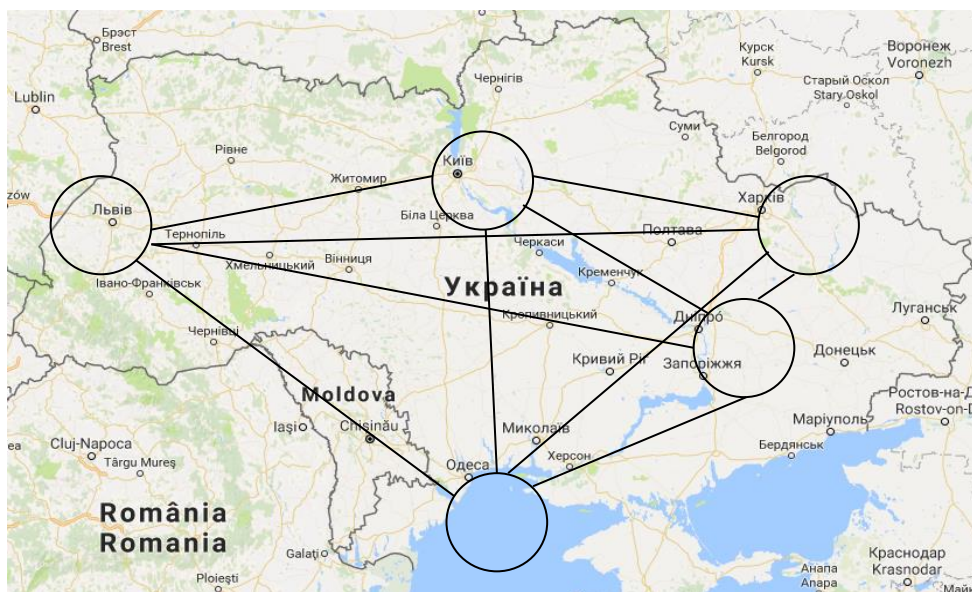 Брэст
Brest
Lublin
Чернігів
Курск
Kursk
Воронеж
Voronezh
Старый Оскол
Stary Oskol
Суми
Белгород
Belgorod
Рівне
Київ
Житомир
Львів
Біла Церква
Харків
Тернопіль
Полтава
Хмельницький
Вінниця
Черкаси
Івано-Франківськ
Україна
Кременчук
Кропивницький
Дніпро́
Луганськ
Чернівці
Кривий Ріг
Запоріжжя
Донецьк
Moldova
Chișinău
Iași
Миколаїв
Маріуполь
Ростов-на-Д
Rostov-on-D
Бердянськ
Cluj-Napoca
Târgu Mureș
Одеса
Херсон
România
Romania
Galați
Ploiești
Краснодар
Krasnodar
Анапа
Anapa